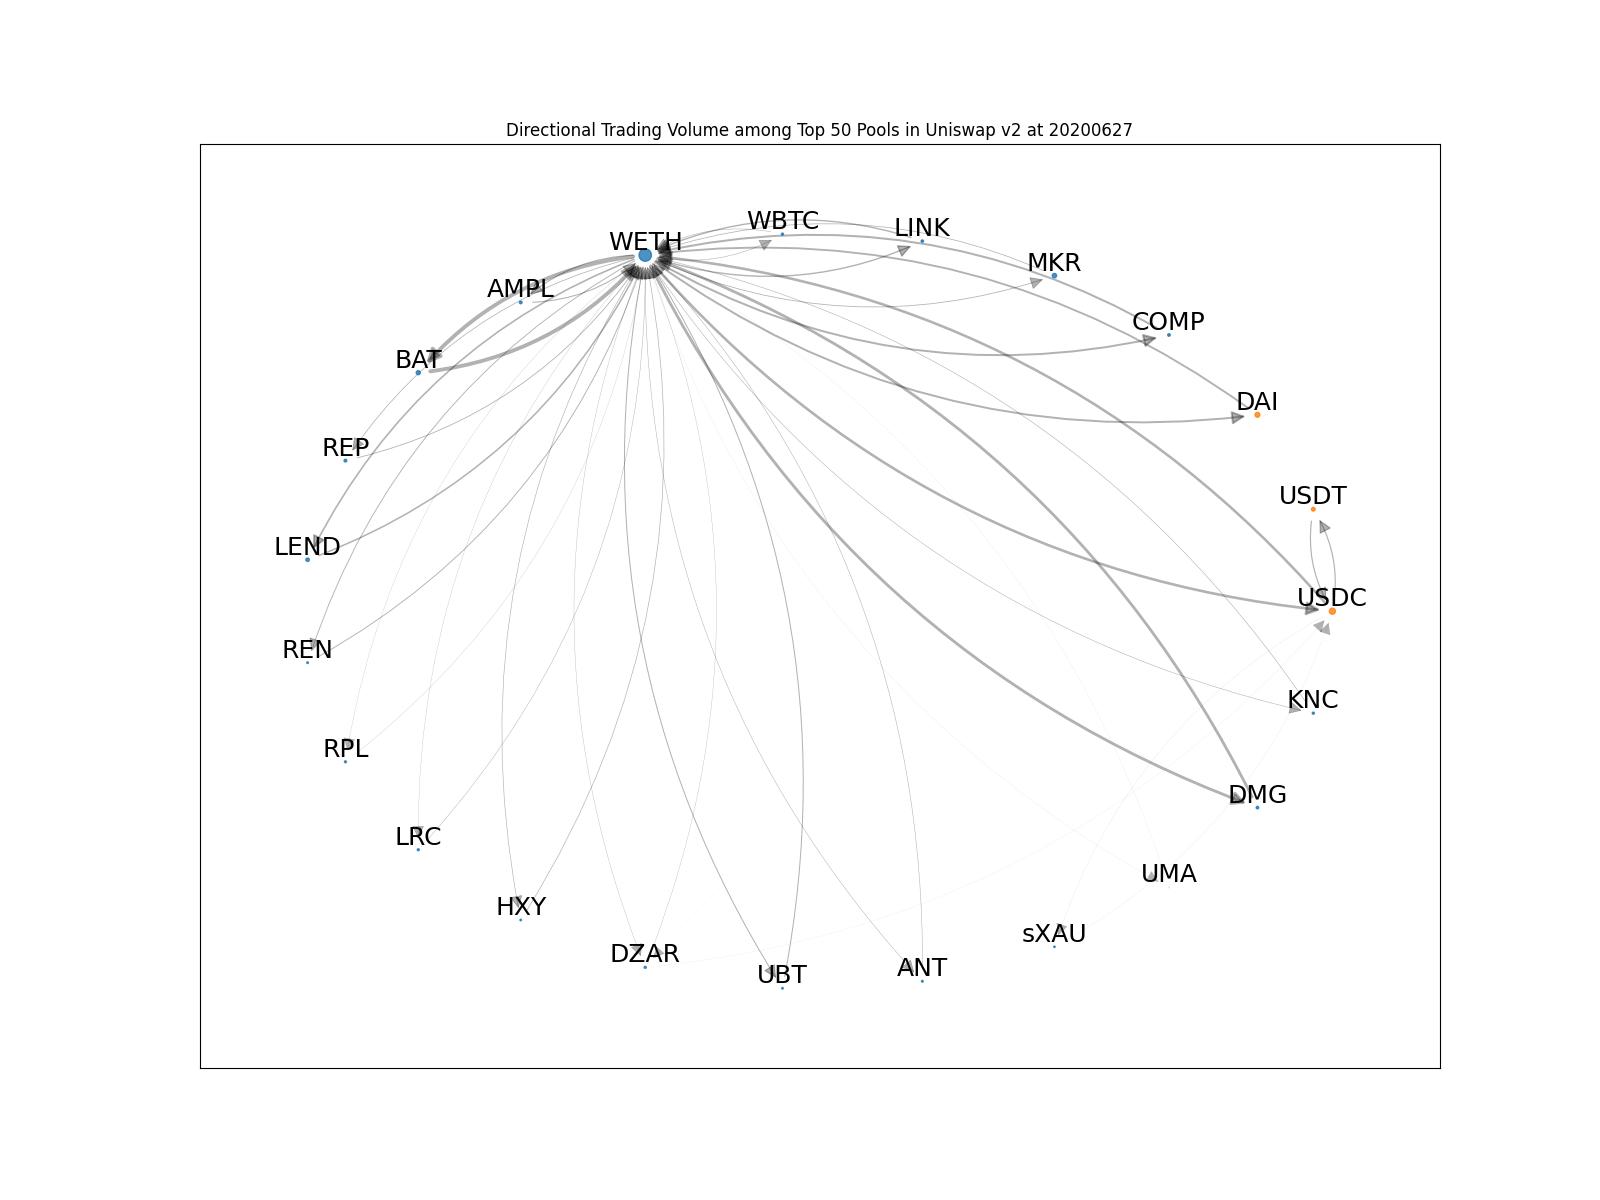 Directional Trading Volume among Top 50 Pools in Uniswap v2 at 20200627
WBTC
LINK
WETH
MKR
AMPL
COMP
BAT
DAI
REP
USDT
LEND
USDC
REN
KNC
RPL
DMG
LRC
UMA
HXY
sXAU
DZAR
UBT
ANT